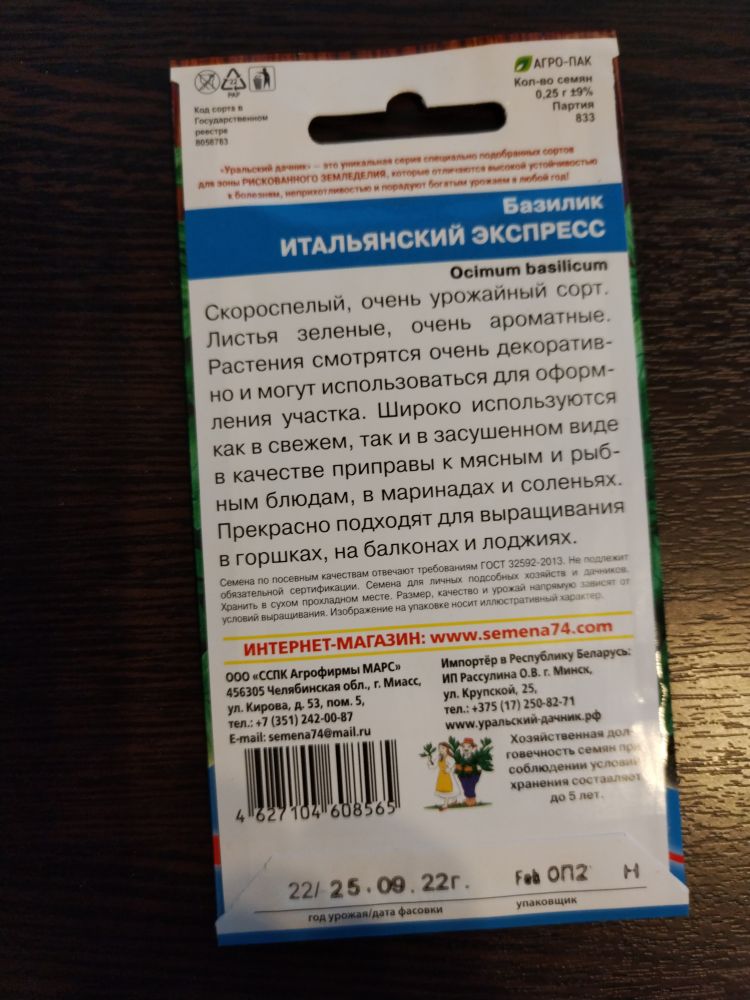 22
PAP
Код сорта в
Государственном
реестре
8058763
АГРО-ПАК
Кол-во семян
0,25 г ±9%
Партия
833
«Уральский дачник» — это уникальная серия специально подобранных сортов
для зоны РИСКОВАННОГО ЗЕМЛЕДЕЛИЯ, которые отличаются высокой устойчивостью
к болезням, неприхотливостью и порадуют богатым урожаем в любой год!
Базилик
ИТАЛЬЯНСКИЙ ЭКСПРЕСС
Ocimum basilicum
Скороспелый, очень урожайный сорт.
Листья зеленые, очень ароматные.
Растения смотрятся очень декоратив-
но и могут использоваться для оформ-
ления участка. Широко используются
как в свежем, так и в засушенном виде
в качестве приправы к мясным и рыб-
ным блюдам, в маринадах и соленьях.
Прекрасно подходят для выращивания
в горшках, на балконах и лоджиях.
Семена по посевным качествам отвечают требованиям ГОСТ 32592-2013. Не подлежит
обязательной сертификации. Семена для личных подсобных хозяйств и дачников.
Хранить в сухом прохладном месте. Размер, качество и урожай напрямую зависят от
условий выращивания. Изображение на упаковке носит иллюстративный характер.
ИНТЕРНЕТ-МАГАЗИН: www.semena74.com
ООО «ССПК Агрофирмы МАРС»
456305 Челябинская обл., г. Миасс,
ул. Кирова, д. 53, пом. 5,
тел.: +7 (351) 242-00-87
E-mail: semena74@mail.ru
Импортёр в Республику Беларусь:
ИП Рассулина О.В. г. Минск,
ул. Крупской, 25,
тел.: +375 (17) 250-82-71
www.уральский-дачник.рф
Хозяйственная дол-
говечность семян при
соблюдении условий
хранения составляет
до 5 лет.
4 627104 608565
22/ 25.09.22г. ОП2 Н
год урожая/дата фасовки упаковщик